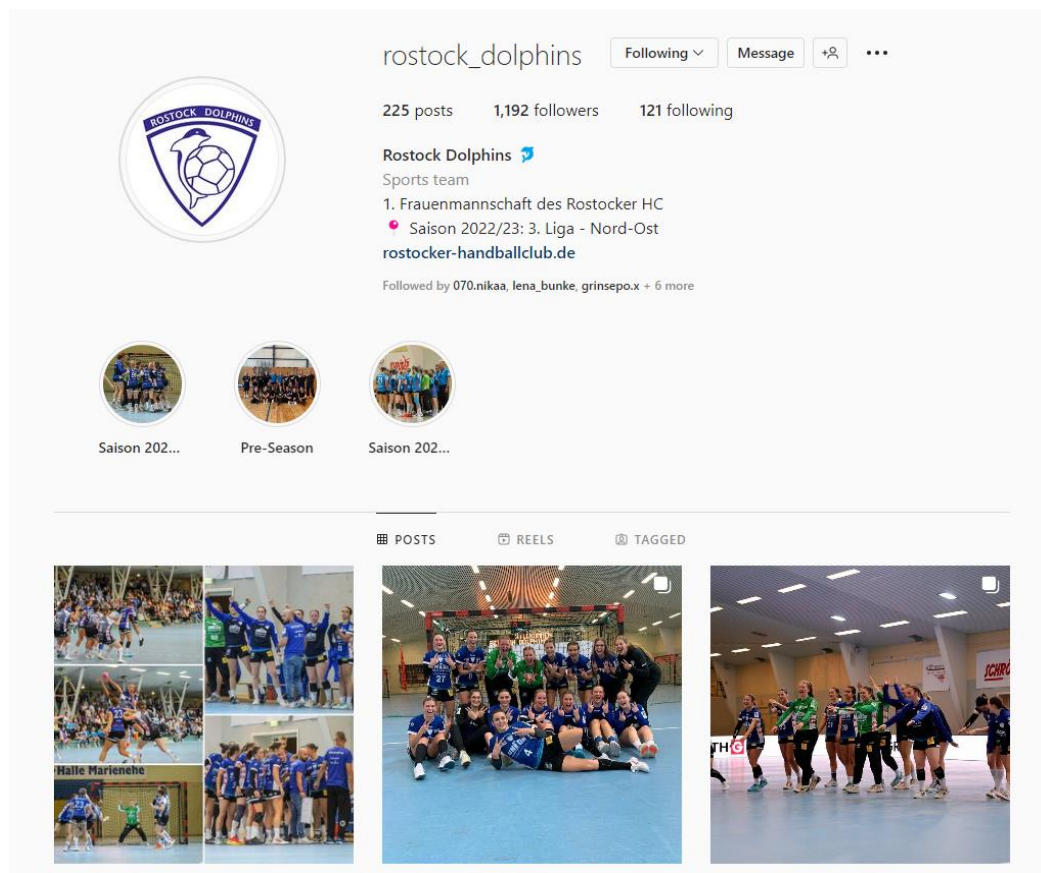 rostock_dolphins
Following
Message
225 posts
1,192 followers
121 following
ROSTOCK DOLPHINS
Rostock Dolphins
Sports team
1. Frauenmannschaft des Rostocker HC
Saison 2022/23: 3. Liga - Nord-Ost
rostocker-handballclub.de
Followed by 070.nikaa, lena_bunke, grinsepo.x + 6 more
Saison 202...
Pre-Season
Saison 202...
POSTS
REELS
TAGGED
Halle Marienehe
23
27
4